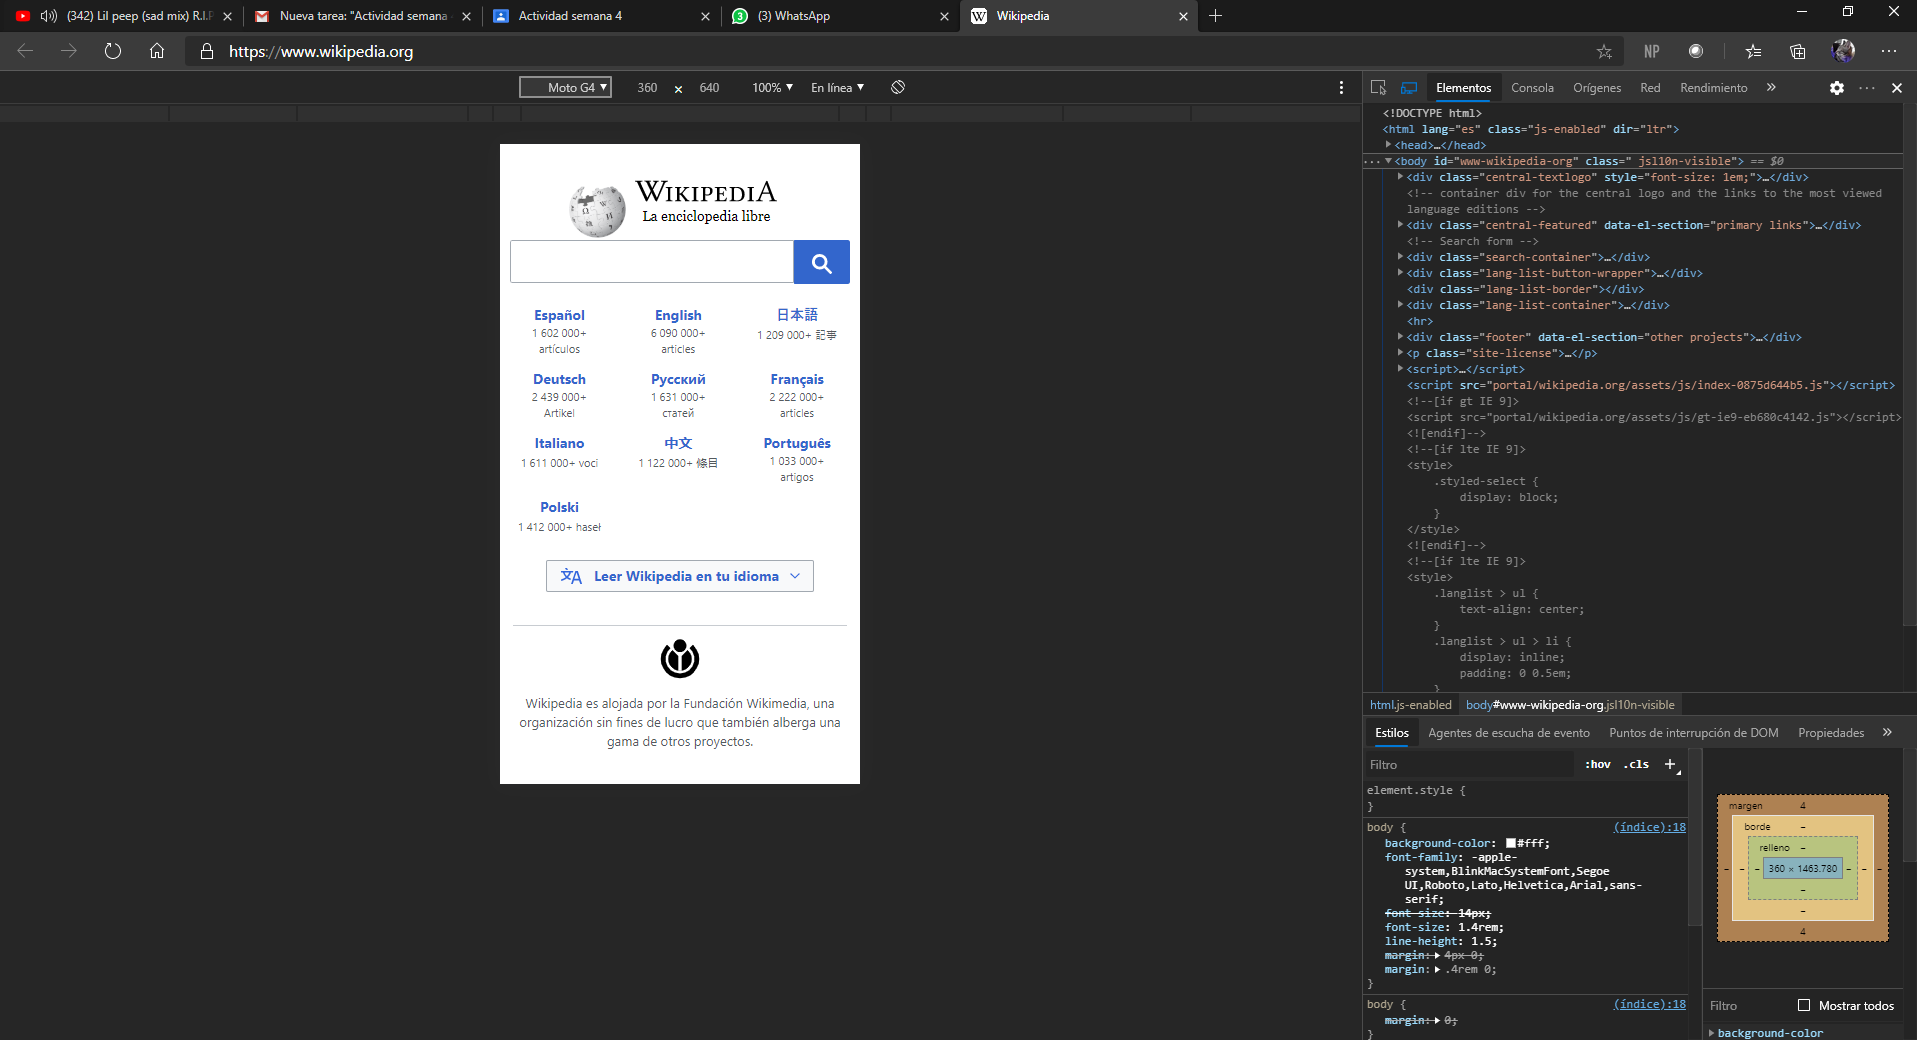 (342) Lil peep (sad mix) R.I.P
Nueva tarea: "Actividad semana
Actividad semana 4
(3) WhatsApp
Wikipedia
https://www.wikipedia.org
NP
Moto G4
360
640
100%
En línea
WIKIPEDIA
La enciclopedia libre
Español
1 602 000+
artículos
English
6 090 000+
articles
日本語
1 209 000+ 記事
Deutsch
2 439 000+
Artikel
Русский
1 631 000+
статей
Français
2 222 000+
articles
Italiano
1 611 000+ voci
中文
1 122 000+ 條目
Português
1 033 000+
artigos
Polski
1 412 000+ haseł
Leer Wikipedia en tu idioma
Wikipedia es alojada por la Fundación Wikimedia, una
organización sin fines de lucro que también alberga una
gama de otros proyectos.
Elementos
Consola
Orígenes
Red
Rendimiento
<!DOCTYPE html>
<html lang="es" class="js-enabled" dir="ltr">
<head>…</head>
<body id="www-wikipedia-org" class=" jsl10n-visible"> == $0
<div class="central-textlogo" style="font-size: 1em;">…</div>
<!-- container div for the central logo and the links to the most viewed
language editions -->
<div class="central-featured" data-el-section="primary links">…</div>
<!-- Search form -->
<div class="search-container">…</div>
<div class="lang-list-button-wrapper">…</div>
<div class="lang-list-border"></div>
<div class="lang-list-container">…</div>
<hr>
<div class="footer" data-el-section="other projects">…</div>
<p class="site-license">…</p>
<script>…</script>
<script src="portal/wikipedia.org/assets/js/index-0875d644b5.js"></script>
<!--[if gt IE 9]>
<script src="portal/wikipedia.org/assets/js/gt-ie9-eb680c4142.js"></script>
<![endif]-->
<!--[if lte IE 9]>
<style>
.styled-select {
display: block;
}
</style>
<![endif]-->
<!--[if lte IE 9]>
<style>
.langlist > ul {
text-align: center;
}
.langlist > ul > li {
display: inline;
padding: 0 0.5em;
}
html.js-enabled
body#www-wikipedia-org.jsl10n-visible
Estilos
Agentes de escucha de evento
Puntos de interrupción de DOM
Propiedades
Filtro
:hov
.cls
element.style {
}
body {
(índice):18
background-color: #fff;
font-family: -apple-
system,BlinkMacSystemFont,Segoe
UI,Roboto,Lato,Helvetica,Arial,sans-
serif;
font-size: 14px;
font-size: 1.4rem;
line-height: 1.5;
margin: 4px 0;
margin: .4rem 0;
}
body {
(índice):18
margin: 0;
}
margen
4
borde
–
relleno
–
– – – 360 × 1463.780 – – –
–
–
4
Filtro
Mostrar todos
background-color